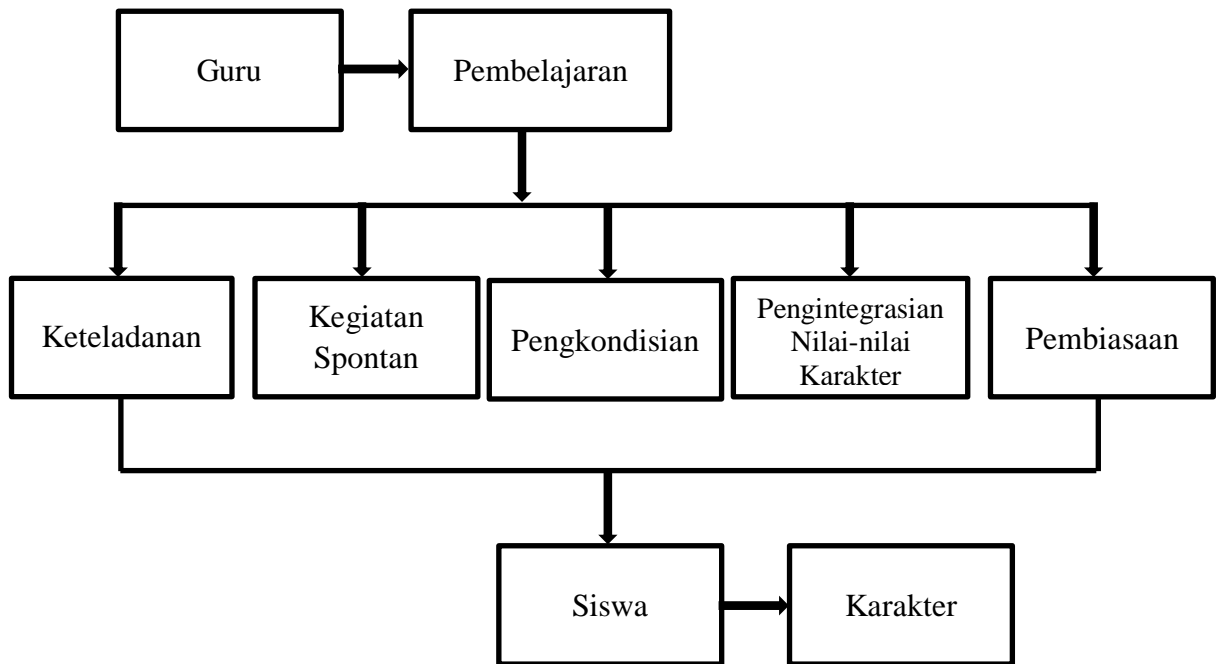 Guru
Pembelajaran
Keteladanan
Kegiatan
Spontan
Pengkondisian
Pengintegrasian
Nilai-nilai
Karakter
Pembiasaan
Siswa
Karakter